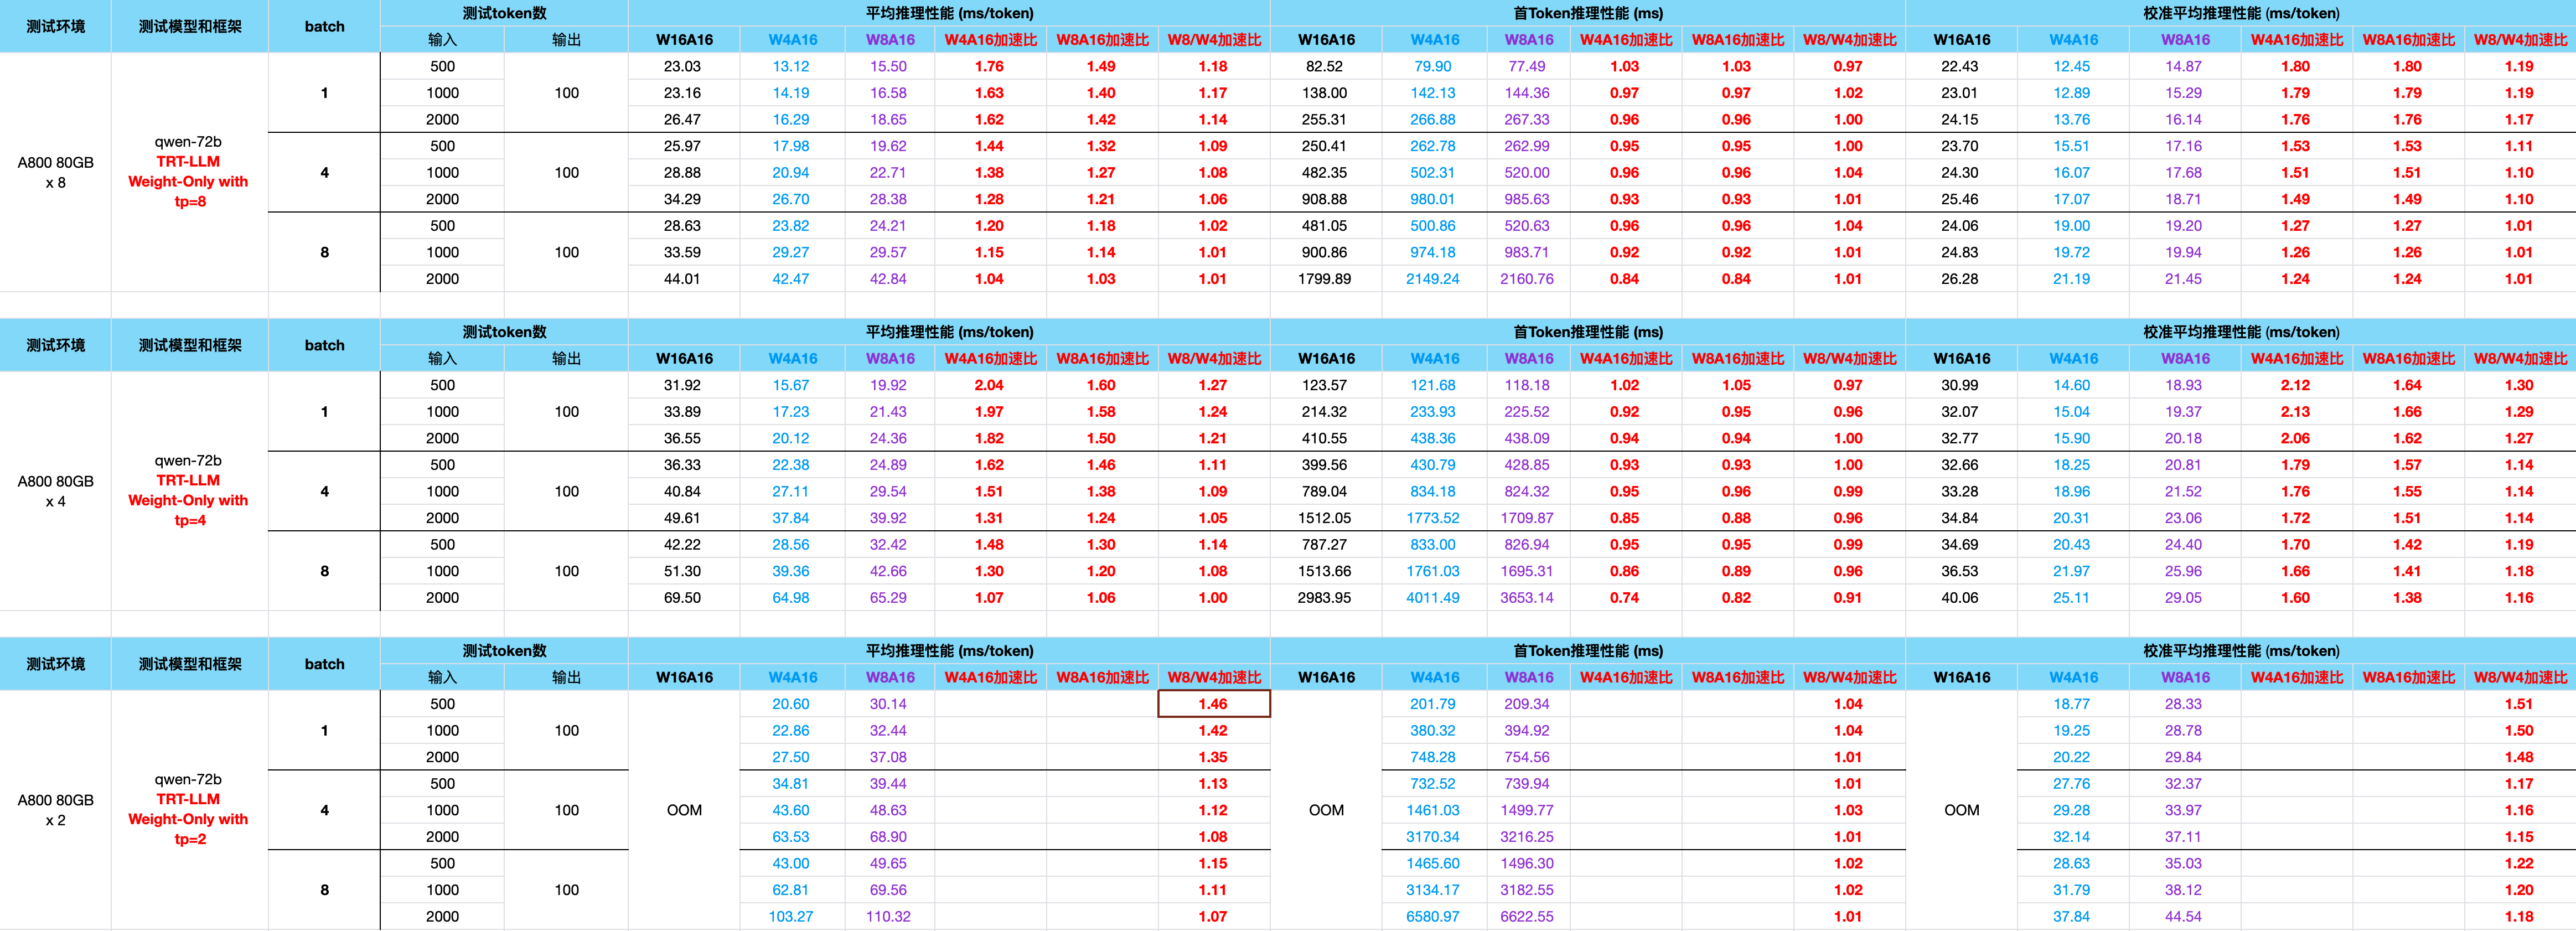 测试环境 测试模型和框架 batch 测试token数 平均推理性能 (ms/token) 首Token推理性能 (ms) 校准平均推理性能 (ms/token)
输入 输出 W16A16 W4A16 W8A16 W4A16加速比 W8A16加速比 W8/W4加速比 W16A16 W4A16 W8A16 W4A16加速比 W8A16加速比 W8/W4加速比 W16A16 W4A16 W8A16 W4A16加速比 W8A16加速比 W8/W4加速比
A800 80GB
x 8
qwen-72b
TRT-LLM
Weight-Only with
tp=8
1
100
500 23.03 13.12 15.50 1.76 1.49 1.18 82.52 79.90 77.49 1.03 1.03 0.97 22.43 12.45 14.87 1.80 1.80 1.19
1000 23.16 14.19 16.58 1.63 1.40 1.17 138.00 142.13 144.36 0.97 0.97 1.02 23.01 12.89 15.29 1.79 1.79 1.19
2000 26.47 16.29 18.65 1.62 1.42 1.14 255.31 266.88 267.33 0.96 0.96 1.00 24.15 13.76 16.14 1.76 1.76 1.17
4
100
500 25.97 17.98 19.62 1.44 1.32 1.09 250.41 262.78 262.99 0.95 0.95 1.00 23.70 15.51 17.16 1.53 1.53 1.11
1000 28.88 20.94 22.71 1.38 1.27 1.08 482.35 502.31 520.00 0.96 0.96 1.04 24.30 16.07 17.68 1.51 1.51 1.10
2000 34.29 26.70 28.38 1.28 1.21 1.06 908.88 980.01 985.63 0.93 0.93 1.01 25.46 17.07 18.71 1.49 1.49 1.10
8
100
500 28.63 23.82 24.21 1.20 1.18 1.02 481.05 500.86 520.63 0.96 0.96 1.04 24.06 19.00 19.20 1.27 1.27 1.01
1000 33.59 29.27 29.57 1.15 1.14 1.01 900.86 974.18 983.71 0.92 0.92 1.01 24.83 19.72 19.94 1.26 1.26 1.01
2000 44.01 42.47 42.84 1.04 1.03 1.01 1799.89 2149.24 2160.76 0.84 0.84 1.01 26.28 21.19 21.45 1.24 1.24 1.01
测试环境 测试模型和框架 batch 测试token数 平均推理性能 (ms/token) 首Token推理性能 (ms) 校准平均推理性能 (ms/token)
输入 输出 W16A16 W4A16 W8A16 W4A16加速比 W8A16加速比 W8/W4加速比 W16A16 W4A16 W8A16 W4A16加速比 W8A16加速比 W8/W4加速比 W16A16 W4A16 W8A16 W4A16加速比 W8A16加速比 W8/W4加速比
A800 80GB
x 4
qwen-72b
TRT-LLM
Weight-Only with
tp=4
1
100
500 31.92 15.67 19.92 2.04 1.60 1.27 123.57 121.68 118.18 1.02 1.05 0.97 30.99 14.60 18.93 2.12 1.64 1.30
1000 33.89 17.23 21.43 1.97 1.58 1.24 214.32 233.93 225.52 0.92 0.95 0.96 32.07 15.04 19.37 2.13 1.66 1.29
2000 36.55 20.12 24.36 1.82 1.50 1.21 410.55 438.36 438.09 0.94 0.94 1.00 32.77 15.90 20.18 2.06 1.62 1.27
4
100
500 36.33 22.38 24.89 1.62 1.46 1.11 399.56 430.79 428.85 0.93 0.93 1.00 32.66 18.25 20.81 1.79 1.57 1.14
1000 40.84 27.11 29.54 1.51 1.38 1.09 789.04 834.18 824.32 0.95 0.96 0.99 33.28 18.96 21.52 1.76 1.55 1.14
2000 49.61 37.84 39.92 1.31 1.24 1.05 1512.05 1773.52 1709.87 0.85 0.88 0.96 34.84 20.31 23.06 1.72 1.51 1.14
8
100
500 42.22 28.56 32.42 1.48 1.30 1.14 787.27 833.00 826.94 0.95 0.95 0.99 34.69 20.43 24.40 1.70 1.42 1.19
1000 51.30 39.36 42.66 1.30 1.20 1.08 1513.66 1761.03 1695.31 0.86 0.89 0.96 36.53 21.97 25.96 1.66 1.41 1.18
2000 69.50 64.98 65.29 1.07 1.06 1.00 2983.95 4011.49 3653.14 0.74 0.82 0.91 40.06 25.11 29.05 1.60 1.38 1.16
测试环境 测试模型和框架 batch 测试token数 平均推理性能 (ms/token) 首Token推理性能 (ms) 校准平均推理性能 (ms/token)
输入 输出 W16A16 W4A16 W8A16 W4A16加速比 W8A16加速比 W8/W4加速比 W16A16 W4A16 W8A16 W4A16加速比 W8A16加速比 W8/W4加速比 W16A16 W4A16 W8A16 W4A16加速比 W8A16加速比 W8/W4加速比
A800 80GB
x 2
qwen-72b
TRT-LLM
Weight-Only with
tp=2
OOM OOM OOM
1
100
500 20.60 30.14 1.46 201.79 209.34 1.04 18.77 28.33 1.51
1000 22.86 32.44 1.42 380.32 394.92 1.04 19.25 28.78 1.50
2000 27.50 37.08 1.35 748.28 754.56 1.01 20.22 29.84 1.48
4
100
500 34.81 39.44 1.13 732.52 739.94 1.01 27.76 32.37 1.17
1000 43.60 48.63 1.12 1461.03 1499.77 1.03 29.28 33.97 1.16
2000 63.53 68.90 1.08 3170.34 3216.25 1.01 32.14 37.11 1.15
8
100
500 43.00 49.65 1.15 1465.60 1496.30 1.02 28.63 35.03 1.22
1000 62.81 69.56 1.11 3134.17 3182.55 1.02 31.79 38.12 1.20
2000 103.27 110.32 1.07 6580.97 6622.55 1.01 37.84 44.54 1.18